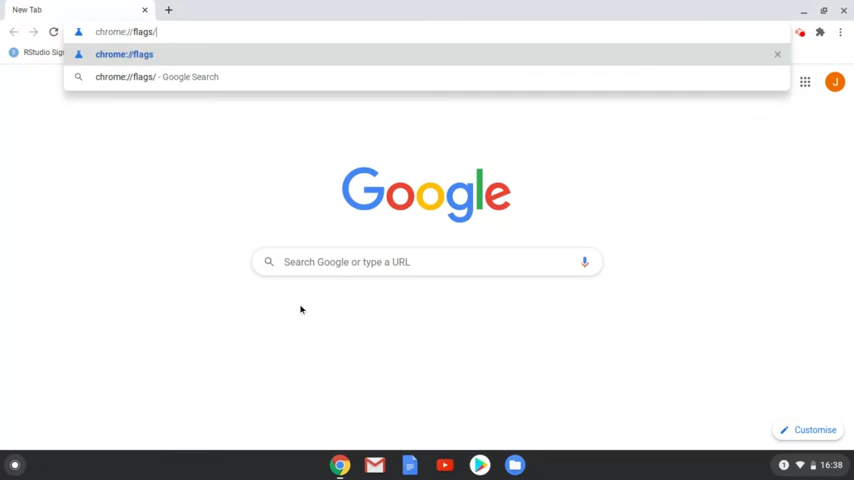 New Tab
chrome://flags/
RStudio Sig
chrome://flags
chrome://flags/ - Google Search
J
Google
Search Google or type a URL
Customise
1
16:38